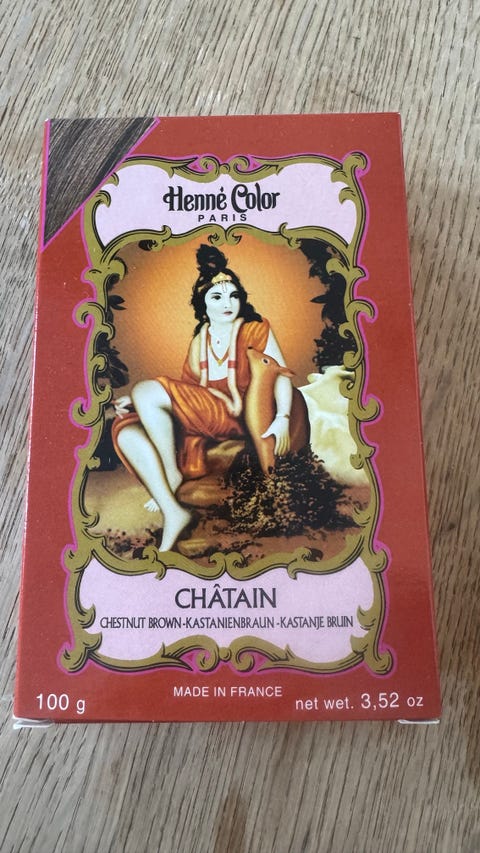 Henné Color
PARIS
CHÂTAIN
CHESTNUT BROWN-KASTANIENBRAUN-KASTANJE BRUIN
MADE IN FRANCE
100 g
net wet. 3,52 oz